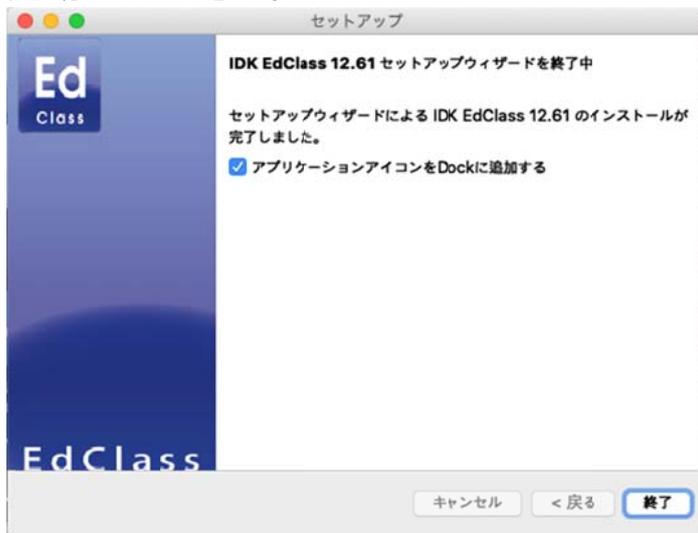 セットアップ
Ed
Class
IDK EdClass 12.61 セットアップウィザードを終了中
セットアップウィザードによる IDK EdClass 12.61 のインストールが
完了しました。
アプリケーションアイコンをDockに追加する
EdClass
キャンセル
< 戻る
終了